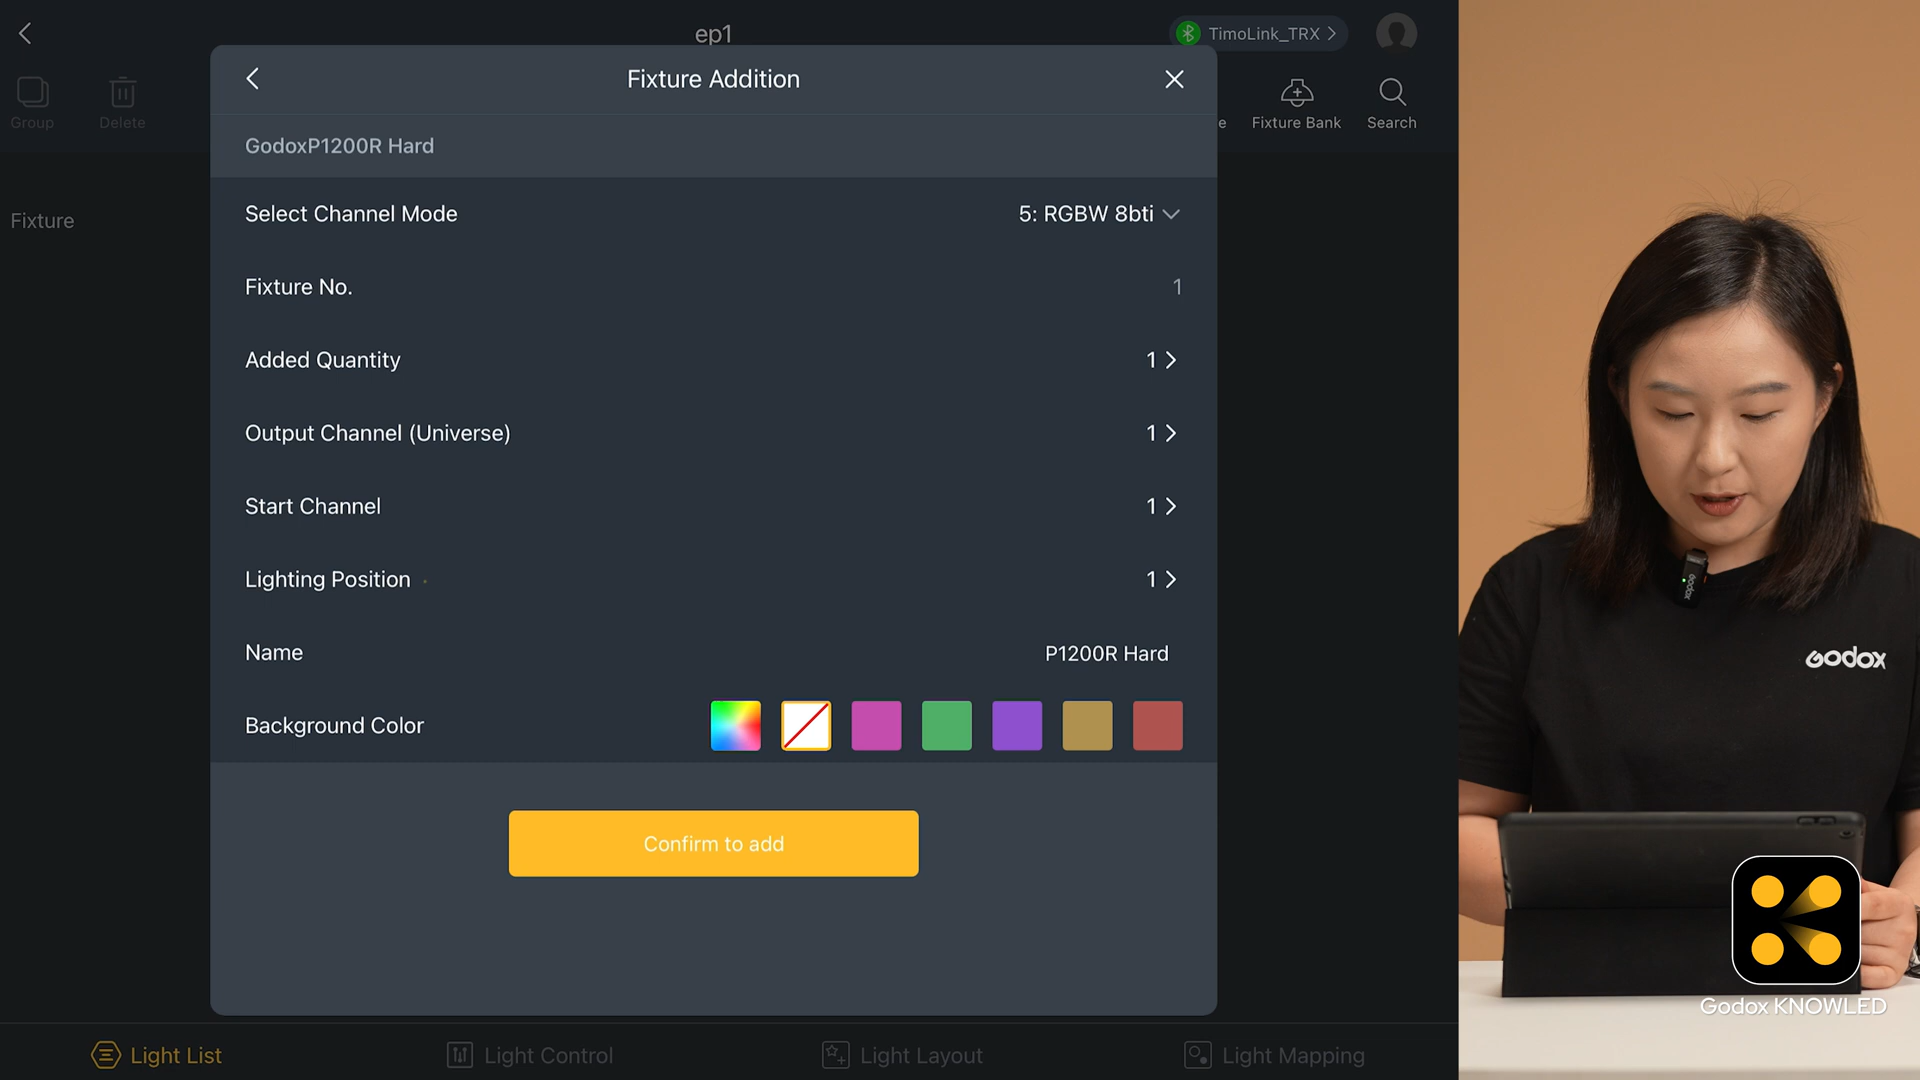 ep1
TimoLink_TRX
Group
Delete
e
Fixture Bank
Search
Fixture
Fixture Addition
GodoxP1200R Hard
Select Channel Mode
5: RGBW 8bti
Fixture No.
1
Added Quantity
1
Output Channel (Universe)
1
Start Channel
1
Lighting Position
1
Name
P1200R Hard
Background Color
Confirm to add
Light List
Light Control
Light Layout
Light Mapping
Godox
Godox
Godox KNOWLED